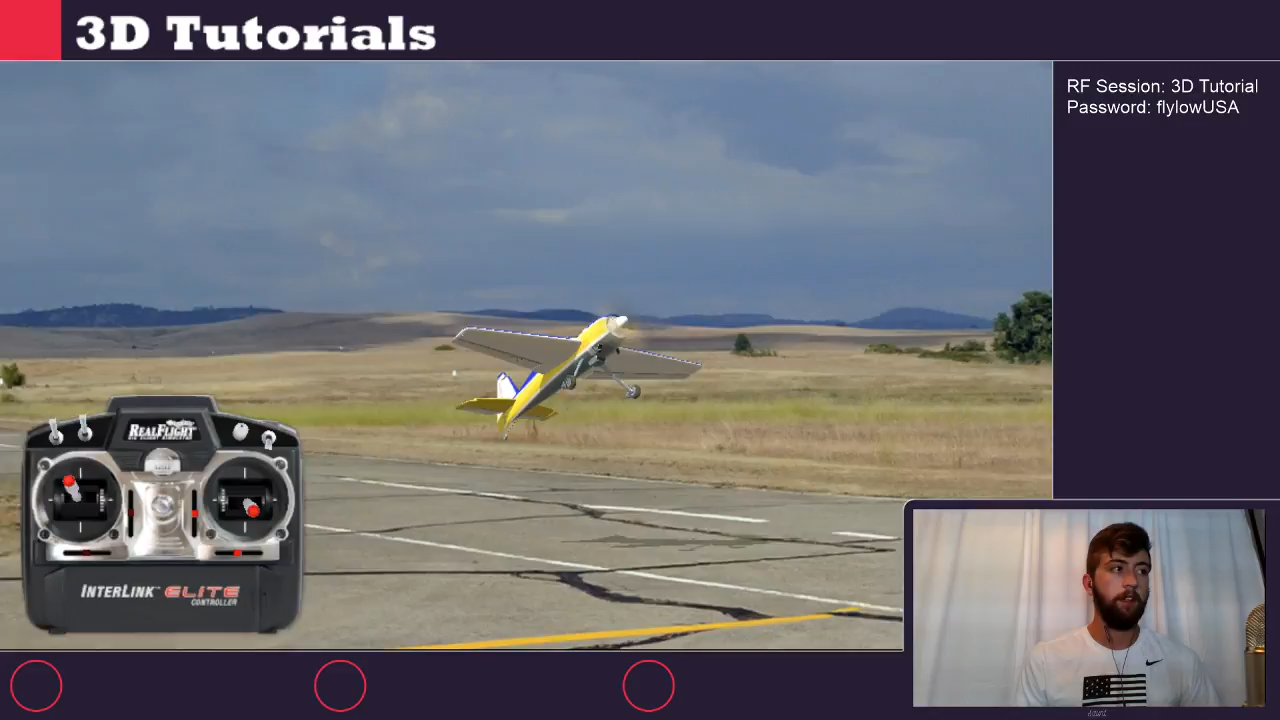 3D Tutorials
RF Session: 3D Tutorial
Password: flylowUSA
REALFLIGHT
INTERLINK ELITE
CONTROLLER